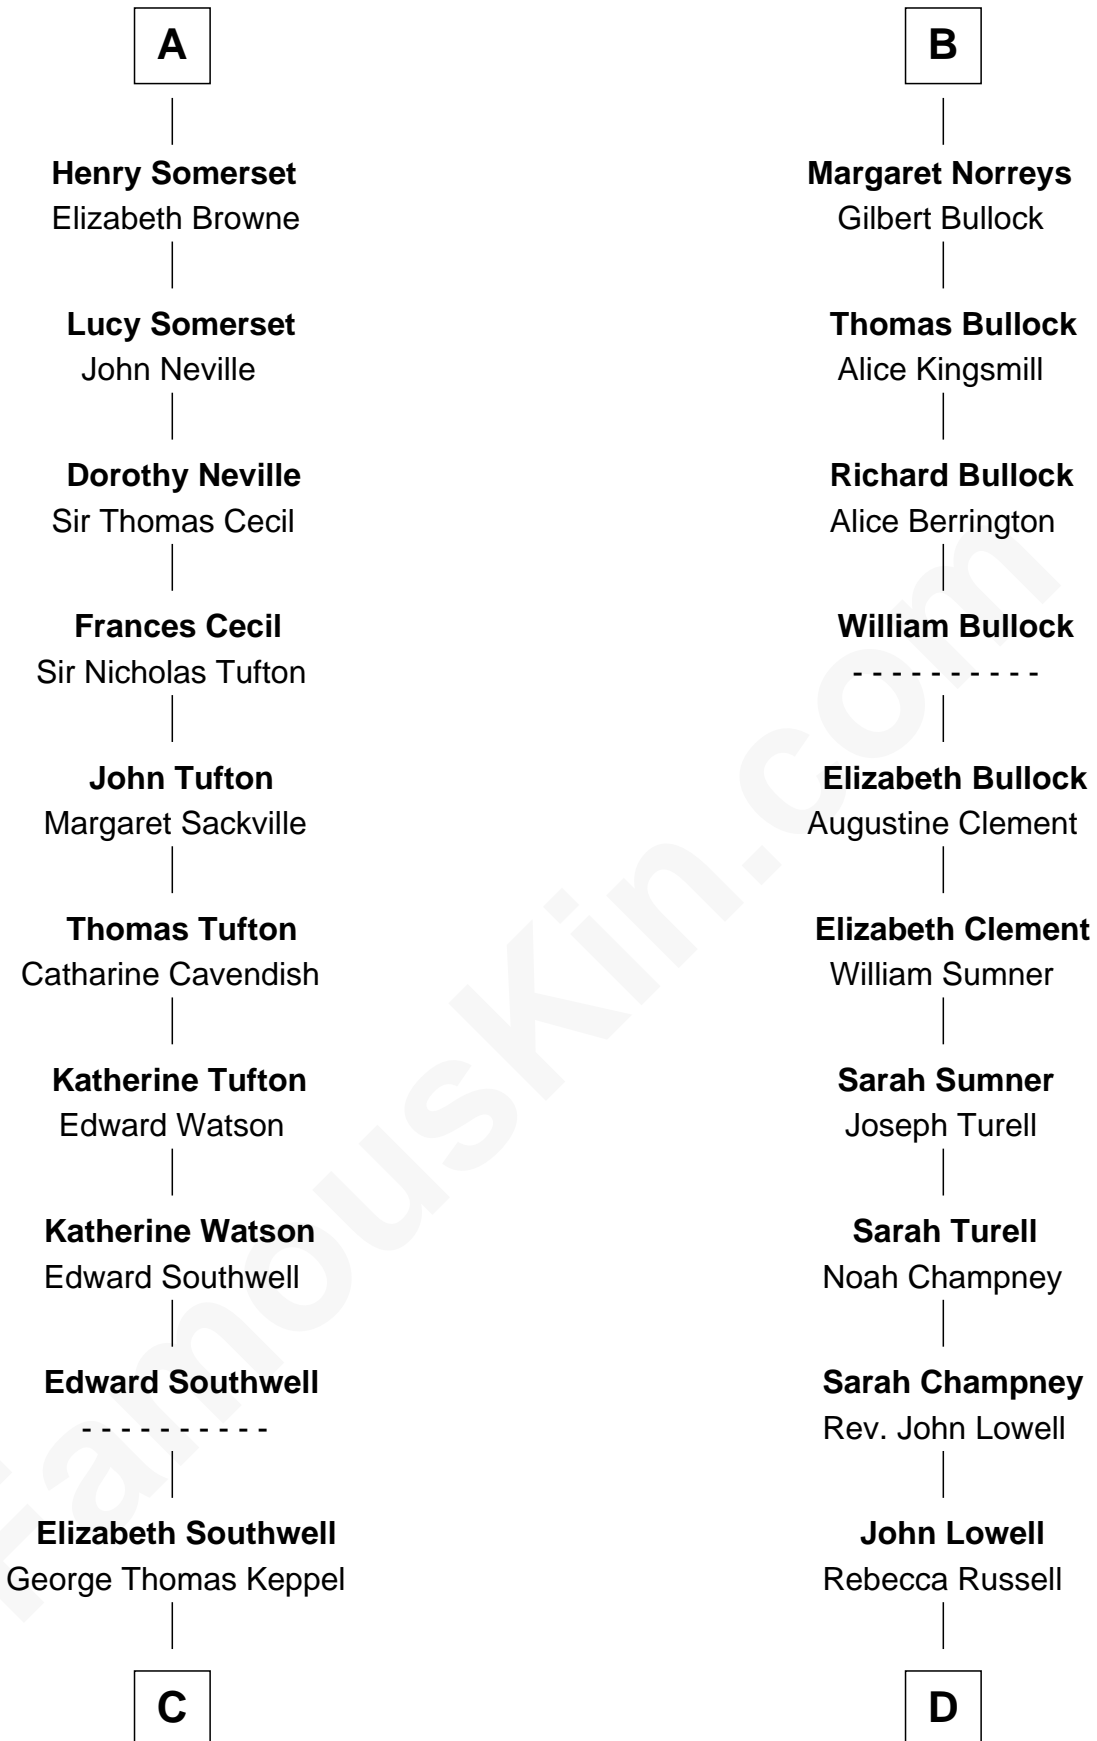 A
Henry Somerset
Elizabeth Browne
Lucy Somerset
John Neville
Dorothy Neville
Sir Thomas Cecil
Frances Cecil
Sir Nicholas Tufton
John Tufton
Margaret Sackville
Thomas Tufton
Catharine Cavendish
Katherine Tufton
Edward Watson
Katherine Watson
Edward Southwell
Edward Southwell
- - - - - - - - - -
Elizabeth Southwell
George Thomas Keppel
C
B
Margaret Norreys
Gilbert Bullock
Thomas Bullock
Alice Kingsmill
Richard Bullock
Alice Berrington
William Bullock
- - - - - - - - - -
Elizabeth Bullock
Augustine Clement
Elizabeth Clement
William Sumner
Sarah Sumner
Joseph Turell
Sarah Turell
Noah Champney
Sarah Champney
Rev. John Lowell
John Lowell
Rebecca Russell
D
FamousKin.com